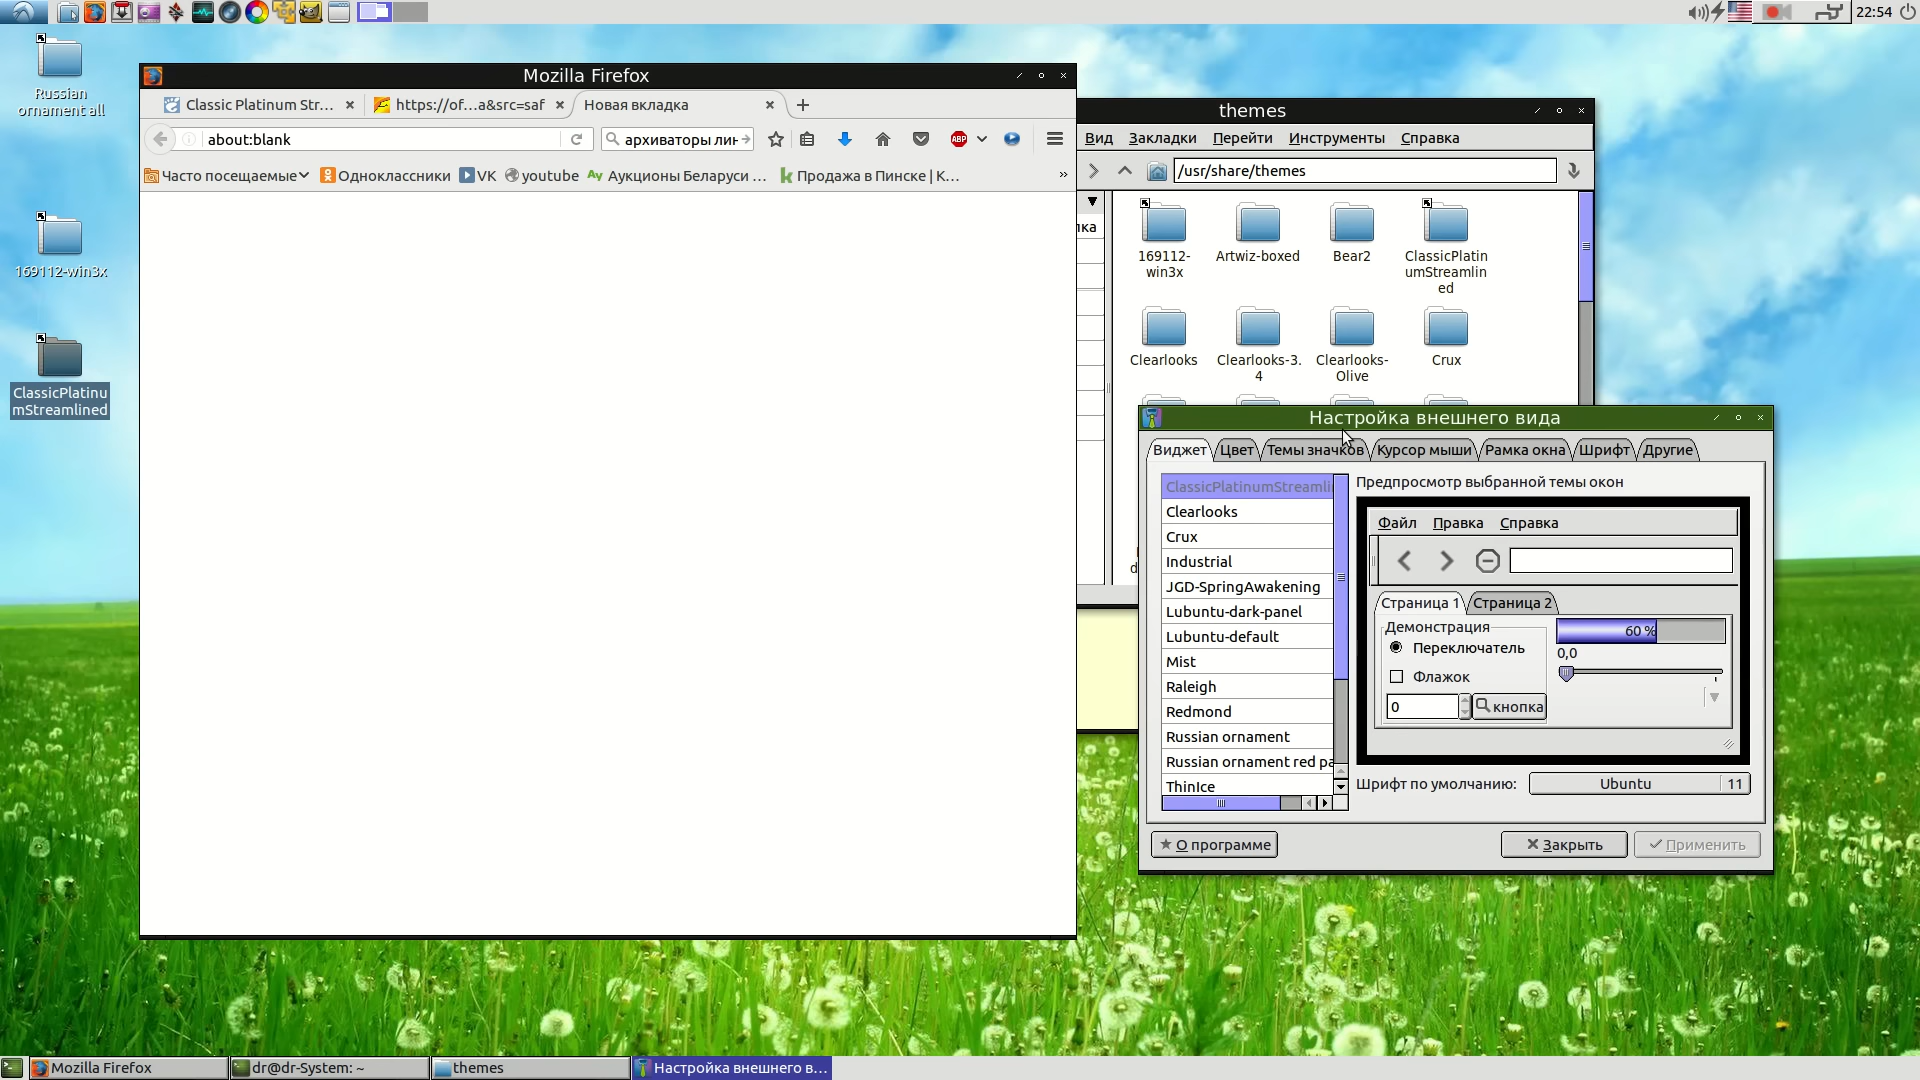 22:54
Russian
ornament all
169112-win3x
ClassicPlatinu
mStreamlined
Mozilla Firefox
Classic Platinum Str...
https://of...a&src=saf
Новая вкладка
about:blank
архиваторы лин
ABP
Часто посещаемые
Одноклассники
VK
youtube
Ay Аукционы Беларуси ...
Продажа в Пинске | К...
themes
Вид Закладки Перейти Инструменты Справка
/usr/share/themes
лка
169112-
win3x
Artwiz-boxed
Bear2
ClassicPlatin
umStreamlin
ed
Clearlooks
Clearlooks-3.
4
Clearlooks-
Olive
Crux
Настройка внешнего вида
Виджет Цвет Темы значков Курсор мыши Рамка окна Шрифт Другие
ClassicPlatinumStreamli
Clearlooks
Crux
Industrial
JGD-SpringAwakening
Lubuntu-dark-panel
Lubuntu-default
Mist
Raleigh
Redmond
Russian ornament
Russian ornament red pa
ThinIce
Предпросмотр выбранной темы окон
Файл Правка Справка
Страница 1 Страница 2
Демонстрация
Переключатель
Флажок
0
кнопка
60 %
0,0
Шрифт по умолчанию:
Ubuntu 11
О программе
Закрыть
Применить
Mozilla Firefox
dr@dr-System: ~
themes
Настройка внешнего в...